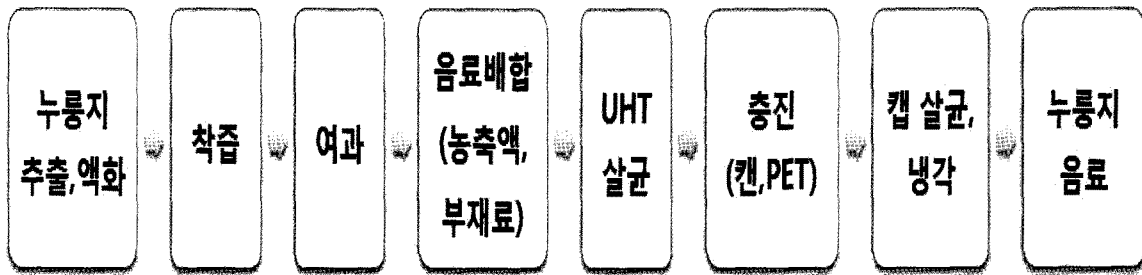 누룽지
추출,액화
착즙
여과
음료배합
(농축액,
부재료)
UHT
살균
충진
(캔,PET)
캡 살균,
냉각
누룽지
음료